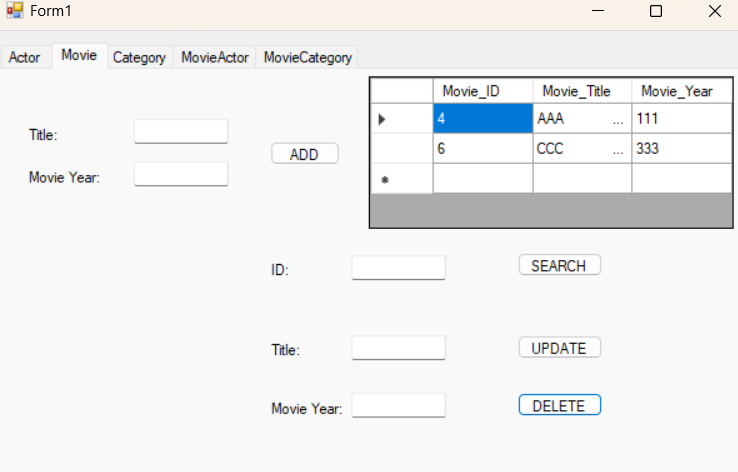 Form1
Actor Movie Category MovieActor MovieCategory
Movie_ID Movie_Title Movie_Year
4 AAA ... 111
6 CCC ... 333
Title:
ADD
Movie Year:
ID:
SEARCH
Title:
UPDATE
Movie Year:
DELETE